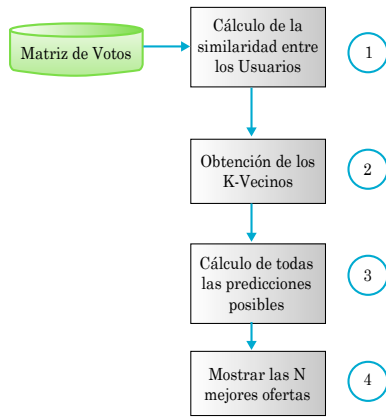 Matriz de Votos
Cálculo de la
similaridad entre
los Usuarios
1
Obtención de los
K-Vecinos
2
Cálculo de todas
las predicciones
posibles
3
Mostrar las N
mejores ofertas
4